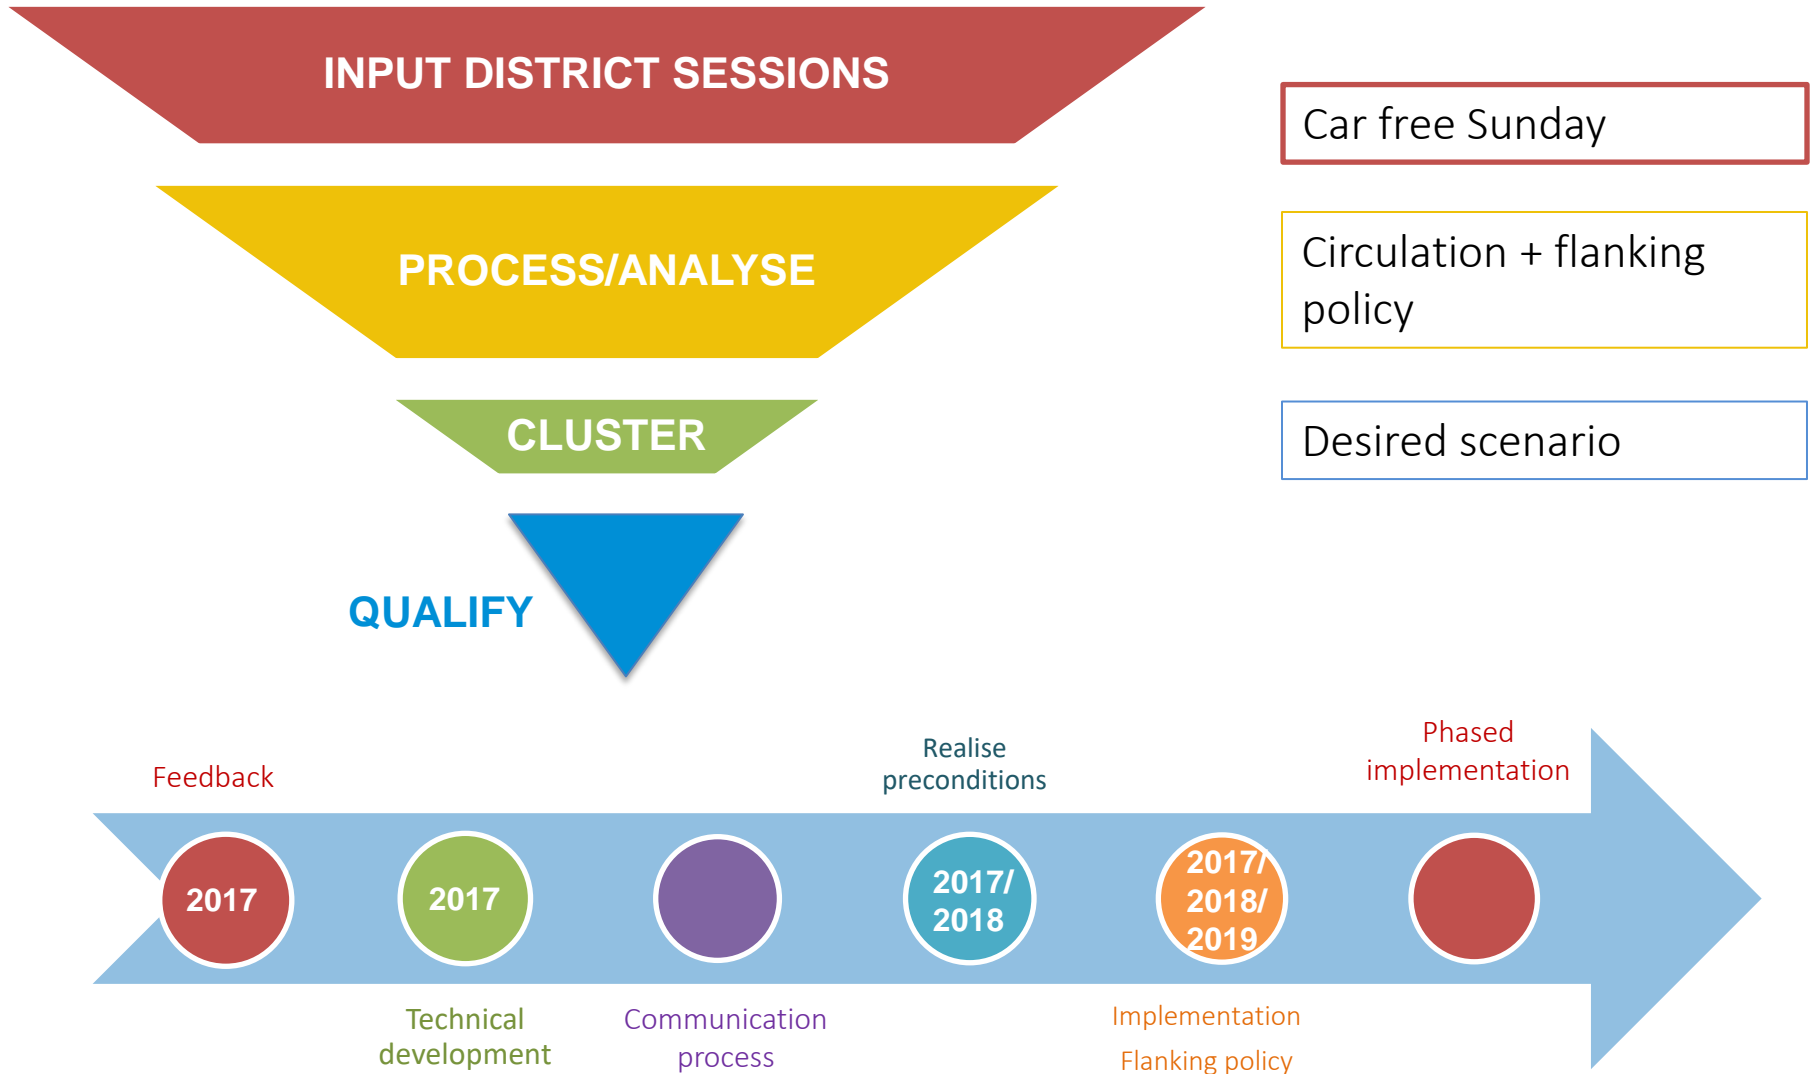 INPUT DISTRICT SESSIONS
Car free Sunday
PROCESS/ANALYSE
Circulation + flanking
policy
CLUSTER
Desired scenario
QUALIFY
Feedback
Realise
preconditions
Phased
implementation
2017
2017
2017/
2018
2017/
2018/
2019
Technical
development
Communication
process
Implementation
Flanking policy